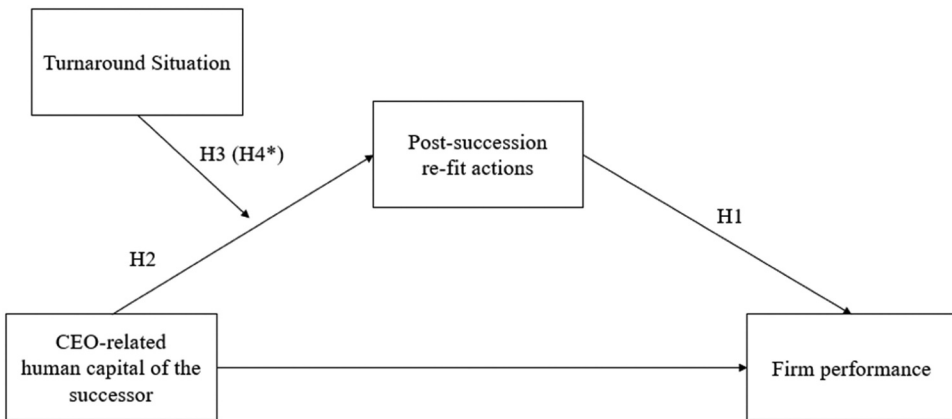 Turnaround Situation
H3 (H4*)
Post-succession
re-fit actions
H1
H2
CEO-related
human capital of the
successor
Firm performance